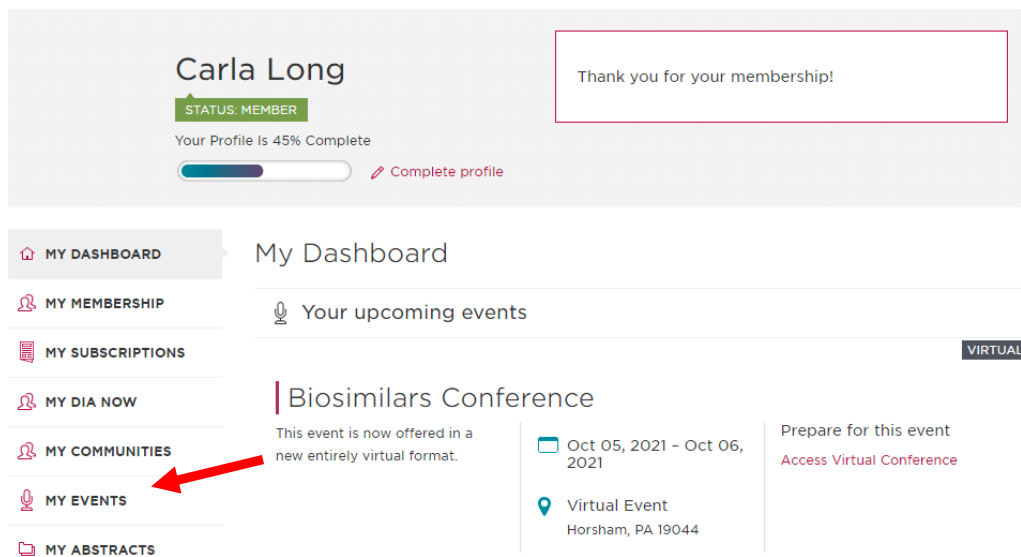 Carla Long
STATUS: MEMBER
Your Profile Is 45% Complete
Complete profile
Thank you for your membership!
MY DASHBOARD
MY MEMBERSHIP
MY SUBSCRIPTIONS
MY DIA NOW
MY COMMUNITIES
MY EVENTS
MY ABSTRACTS
My Dashboard
Your upcoming events
VIRTUAL
Biosimilars Conference
This event is now offered in a
new entirely virtual format.
Oct 05, 2021 – Oct 06,
2021
Virtual Event
Horsham, PA 19044
Prepare for this event
Access Virtual Conference